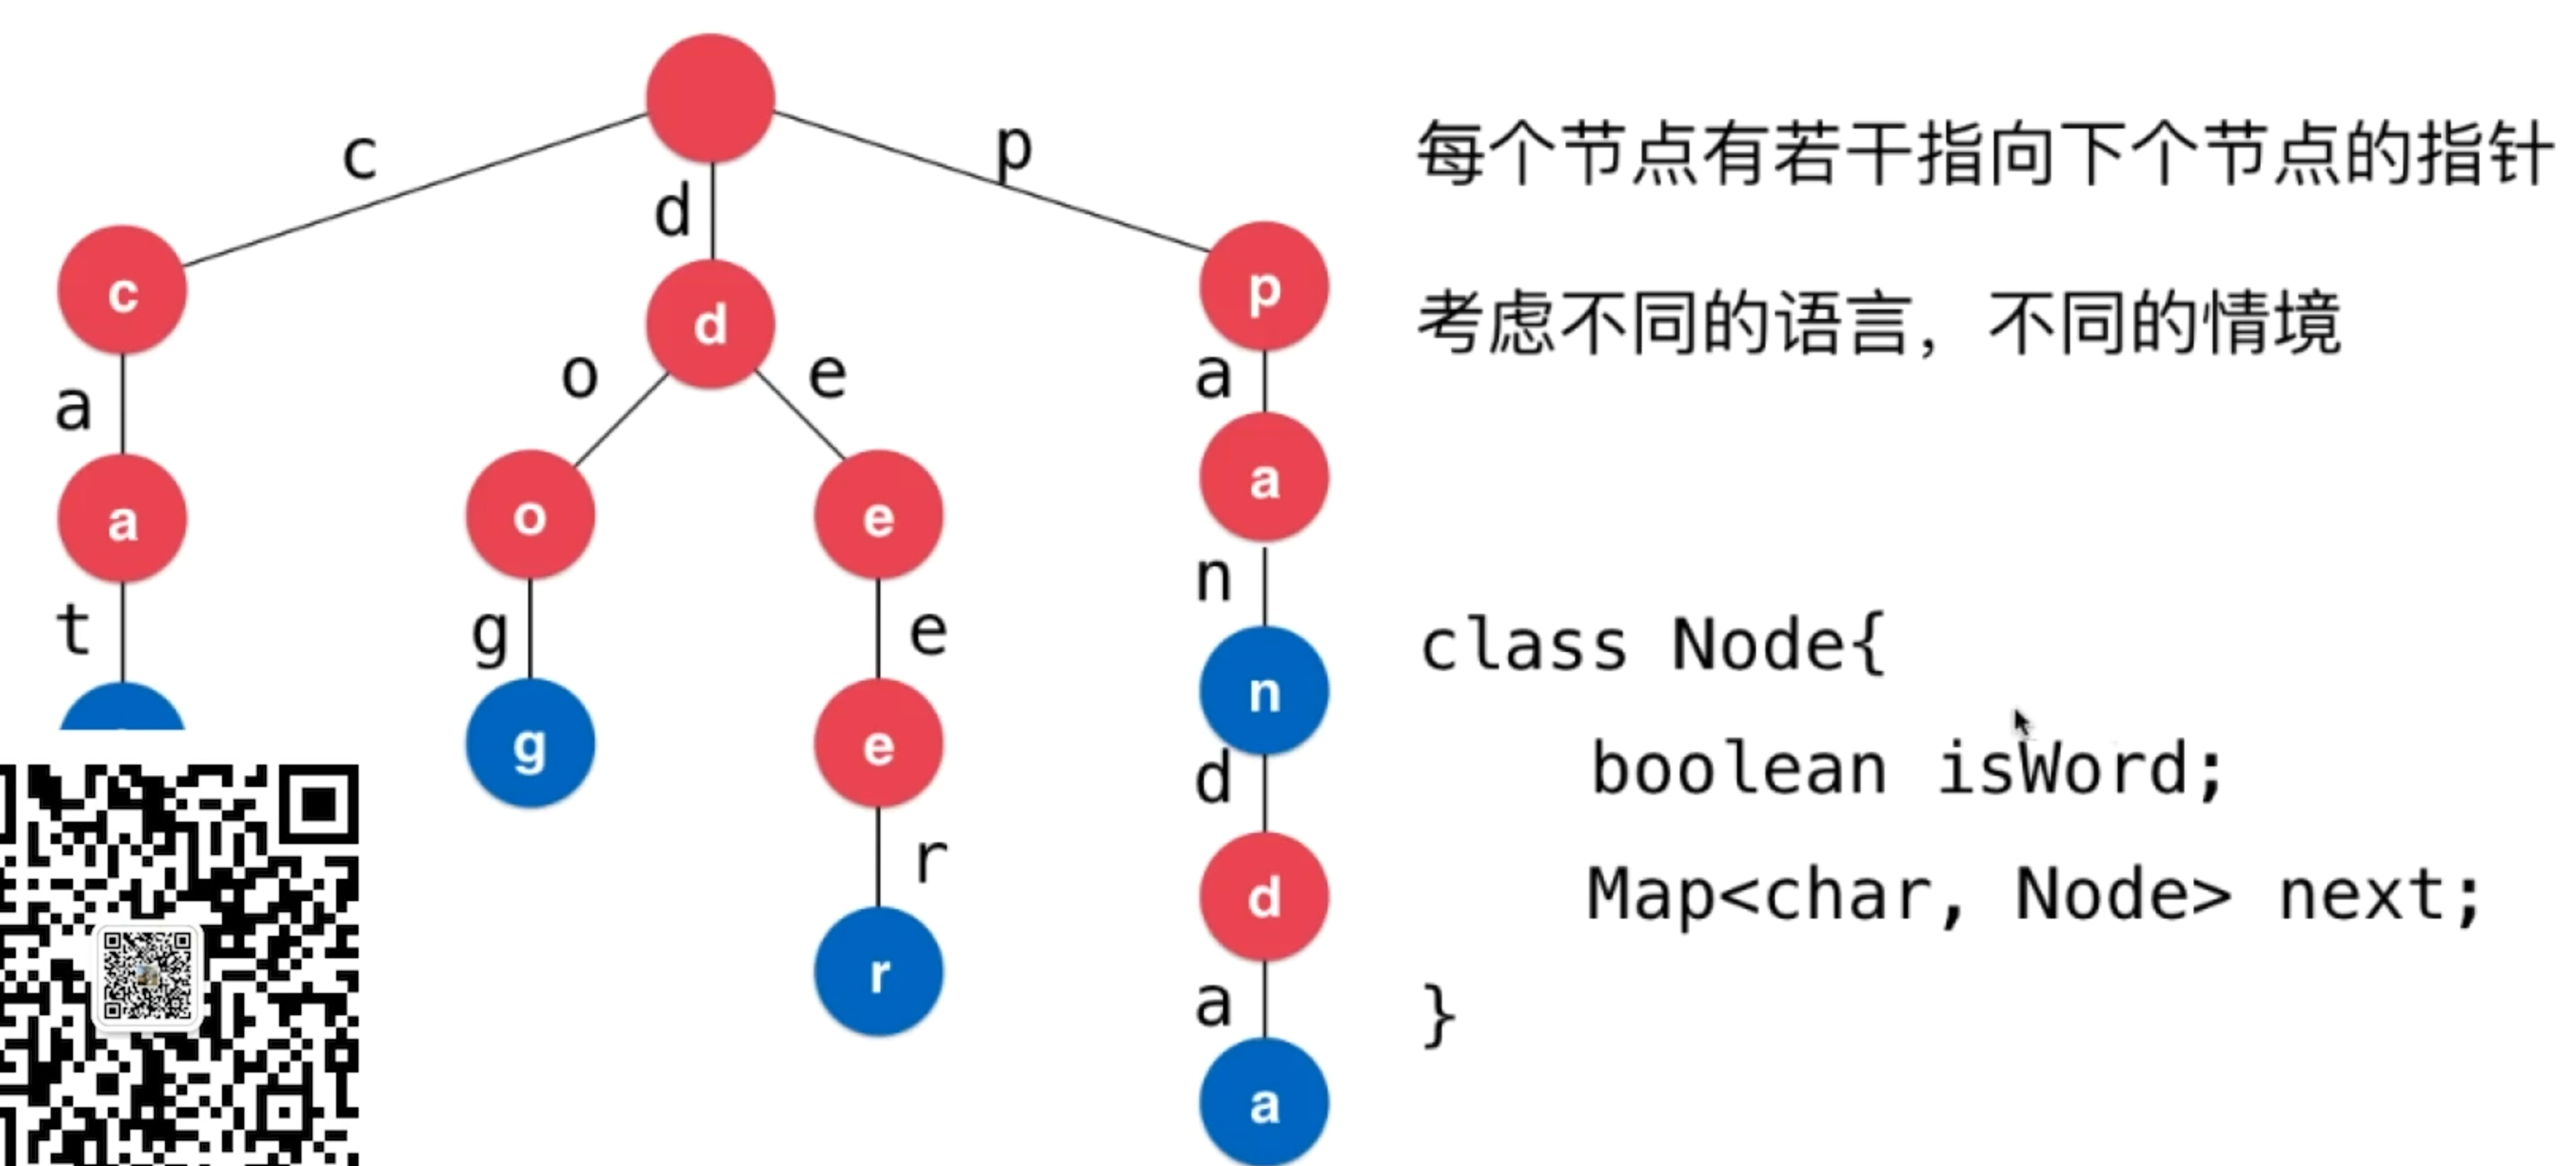 c
d
p
c
d
p
a
o
e
a
a
o
e
a
t
g
e
n
g
e
n
r
d
r
d
a
a
每个节点有若干指向下个节点的指针
考虑不同的语言，不同的情境
class Node{
boolean isWord;
Map<char, Node> next;
}